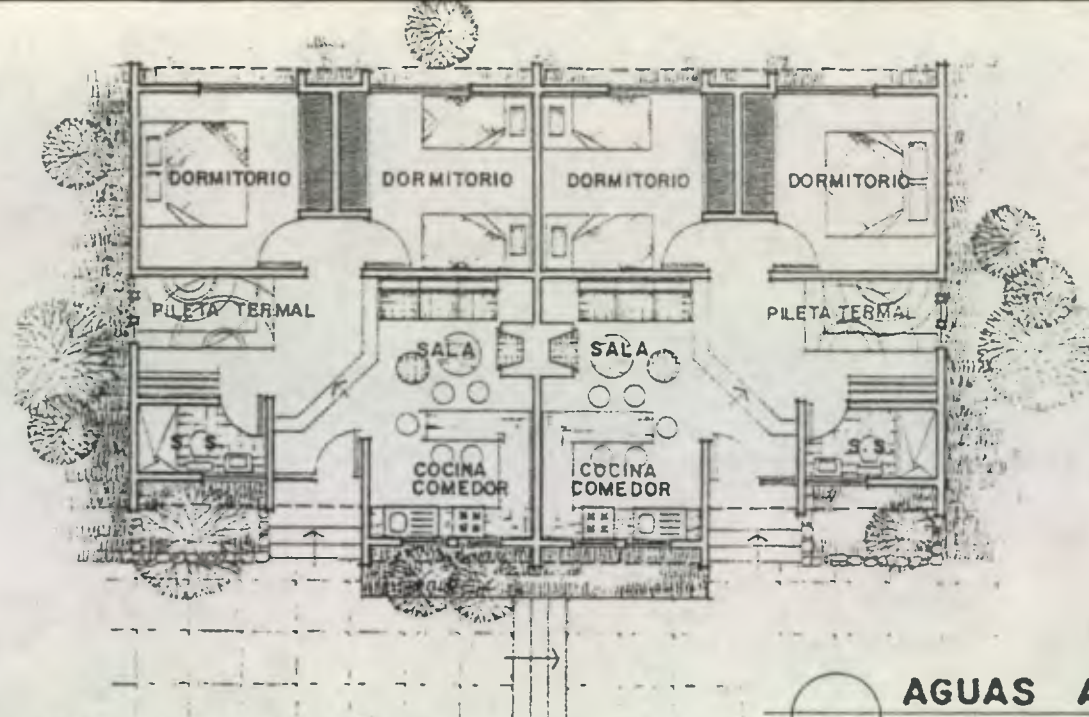 DORMITORIO DORMITORIO DORMITORIO DORMITORIO
PILETA TERMAL PILETA TERMAL
SALA SALA
S. S. S. S.
COCINA COCINA
COMEDOR COMEDOR
AGUAS A